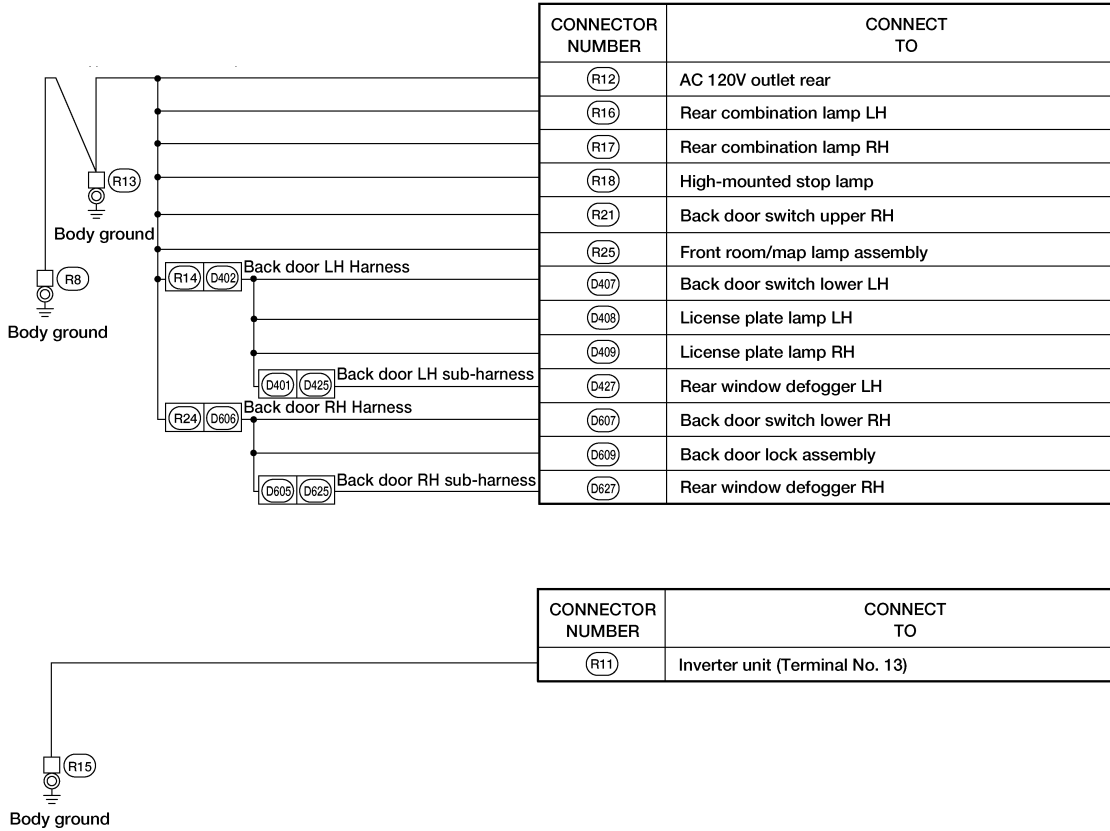 CONNECTOR NUMBER CONNECT TO
R12 AC 120V outlet rear
R16 Rear combination lamp LH
R17 Rear combination lamp RH
R13
R18 High-mounted stop lamp
R21 Back door switch upper RH
Body ground
R25 Front room/map lamp assembly
Back door LH Harness
R8
R14 D402
D407 Back door switch lower LH
D408 License plate lamp LH
Body ground
D409 License plate lamp RH
Back door LH sub-harness
D401 D425
D427 Rear window defogger LH
Back door RH Harness
R24 D606
D607 Back door switch lower RH
D609 Back door lock assembly
Back door RH sub-harness
D605 D625
D627 Rear window defogger RH
CONNECTOR NUMBER CONNECT TO
R11 Inverter unit (Terminal No. 13)
R15
Body ground